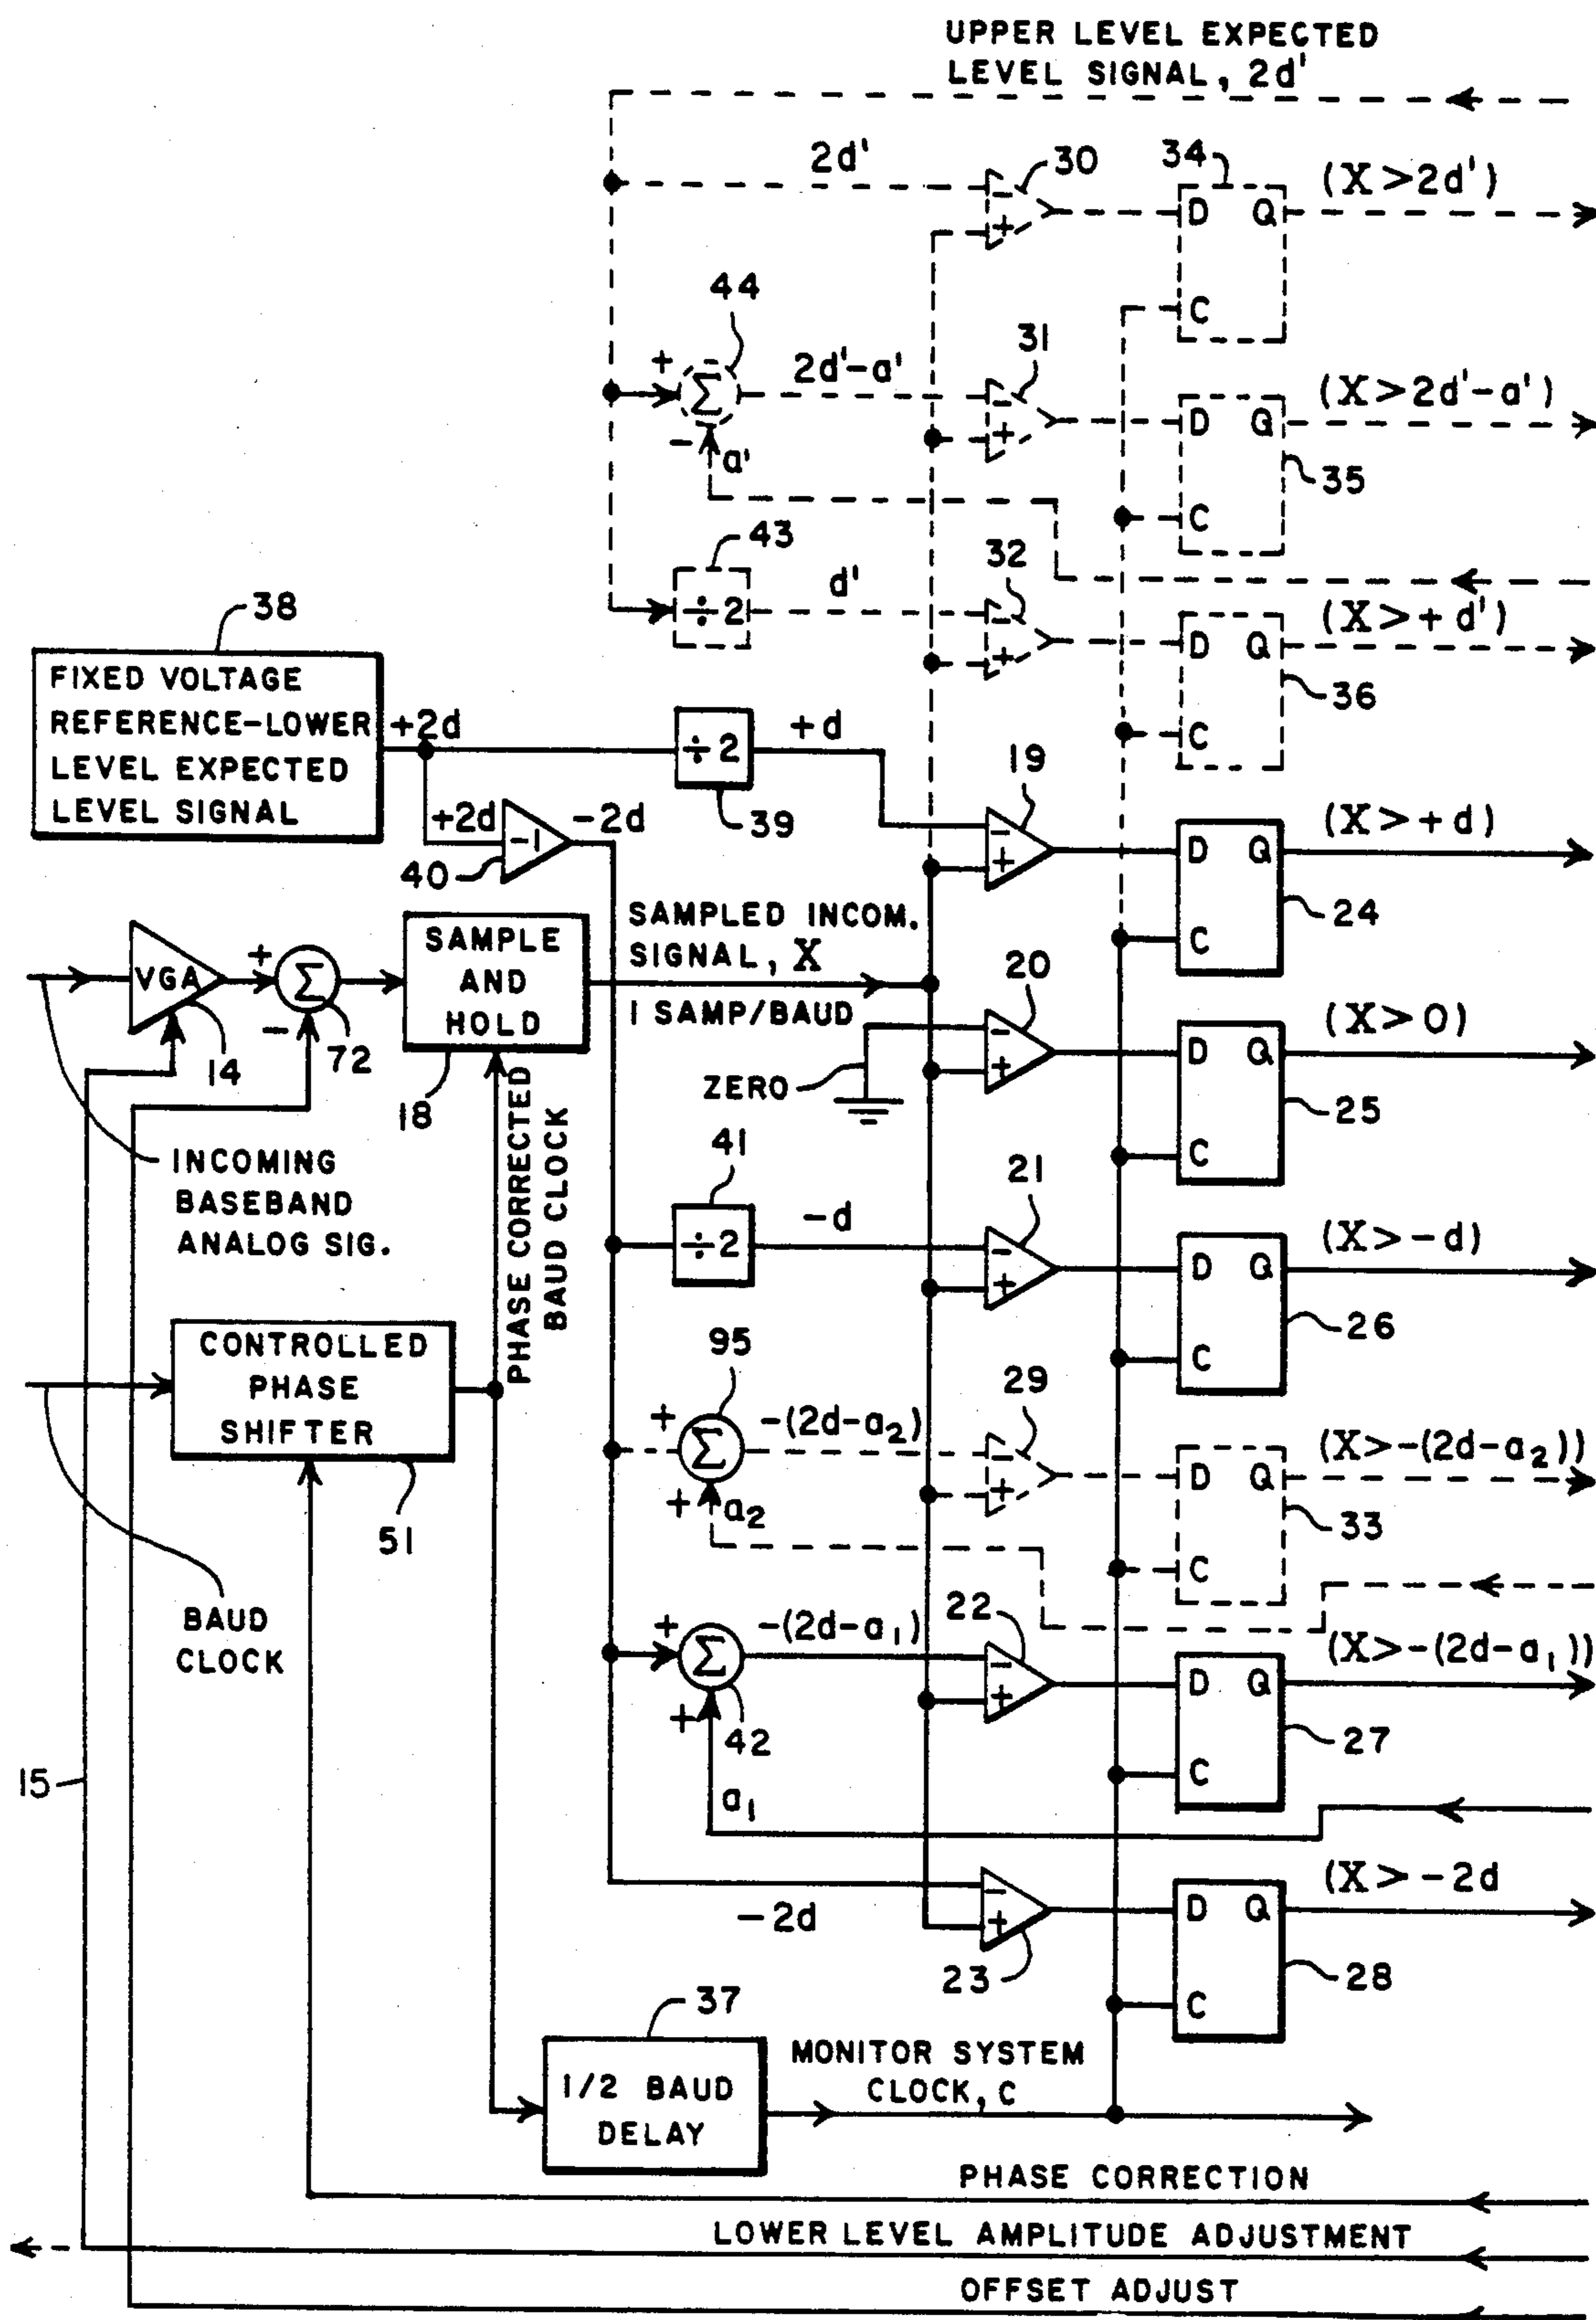 UPPER LEVEL EXPECTED
LEVEL SIGNAL, 2d'
2d'
30
34
(X>2d')
-
+
D Q
C
44
+
Σ
-
a'
2d'-a'
31
-
+
D Q
C
(X>2d'-a')
35
43
÷2
d'
32
-
+
D Q
C
(X>+d')
36
38
FIXED VOLTAGE
REFERENCE-LOWER
LEVEL EXPECTED
LEVEL SIGNAL
+2d
÷2
+d
39
+2d
-1
-2d
40
19
-
+
D Q
C
(X>+d)
24
VGA
14
+
Σ
-
72
SAMPLE
AND
HOLD
18
SAMPLED INCOM.
SIGNAL, X
1 SAMP/BAUD
20
-
+
ZERO
D Q
C
(X>0)
25
INCOMING
BASEBAND
ANALOG SIG.
PHASE CORRECTED
BAUD CLOCK
41
÷2
-d
21
-
+
D Q
C
(X>-d)
26
CONTROLLED
PHASE
SHIFTER
51
95
+
Σ
+
a2
-(2d-a2)
29
-
+
D Q
C
(X>-(2d-a2))
33
BAUD
CLOCK
+
Σ
+
42
a1
-(2d-a1)
22
-
+
D Q
C
(X>-(2d-a1))
27
15
-2d
-
+
23
D Q
C
(X>-2d
28
37
1/2 BAUD
DELAY
MONITOR SYSTEM
CLOCK, C
PHASE CORRECTION
LOWER LEVEL AMPLITUDE ADJUSTMENT
OFFSET ADJUST